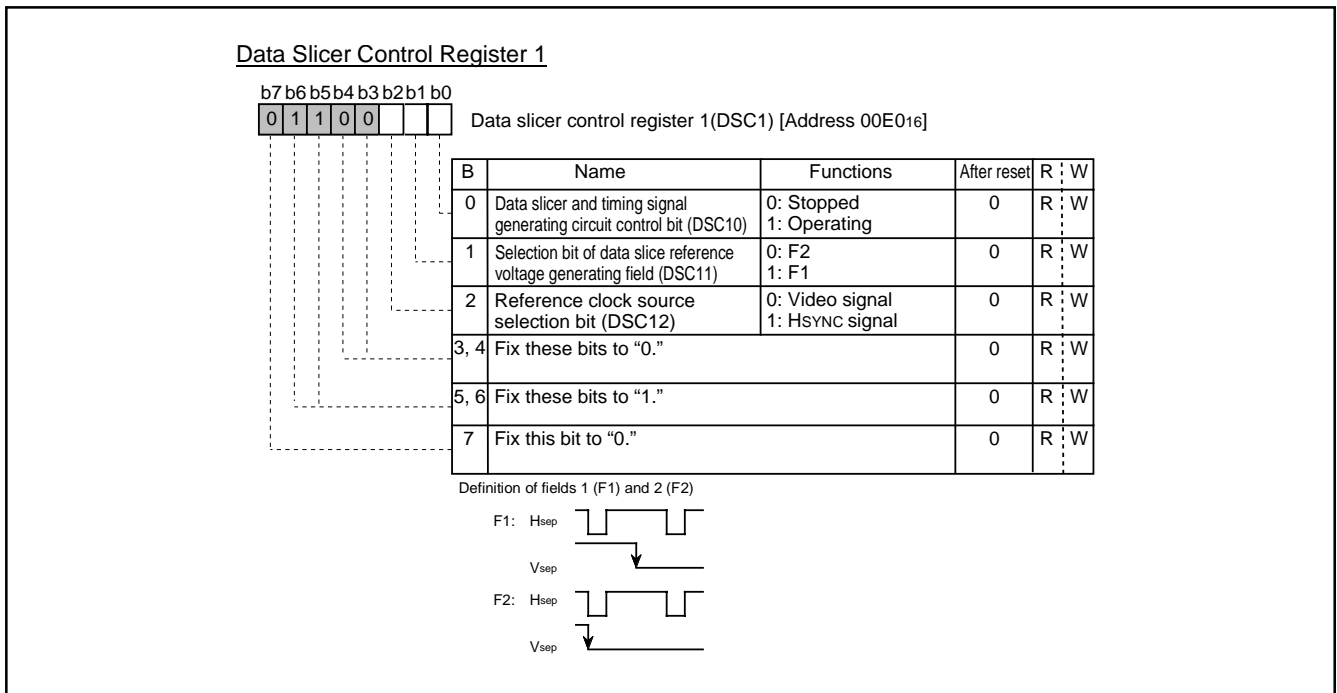 Data Slicer Control Register 1
b7 b6 b5 b4 b3 b2 b1 b0
0 1 1 0 0
Data slicer control register 1(DSC1) [Address 00E016]
B Name Functions After reset R W
0 Data slicer and timing signal generating circuit control bit (DSC10) 0: Stopped 1: Operating 0 R W
1 Selection bit of data slice reference voltage generating field (DSC11) 0: F2 1: F1 0 R W
2 Reference clock source selection bit (DSC12) 0: Video signal 1: HSYNC signal 0 R W
3, 4 Fix these bits to “0.” 0 R W
5, 6 Fix these bits to “1.” 0 R W
7 Fix this bit to “0.” 0 R W
Definition of fields 1 (F1) and 2 (F2)
F1: Hsep
Vsep
F2: Hsep
Vsep